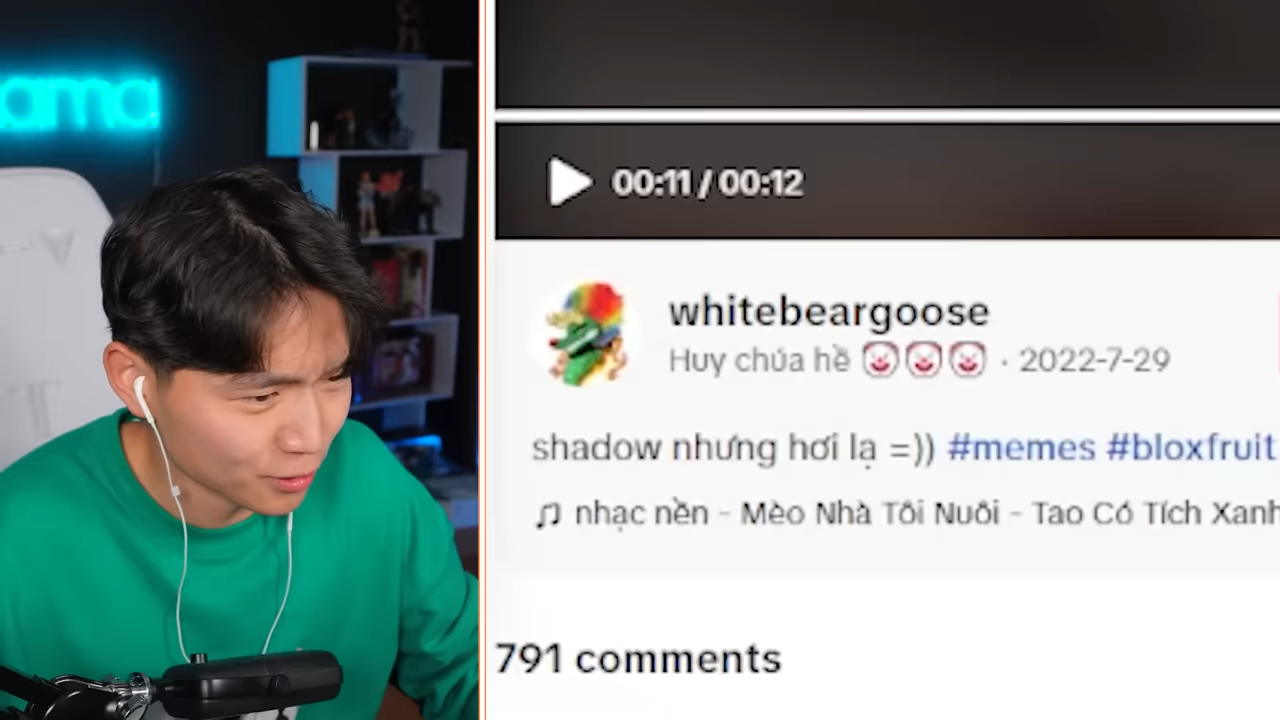 ama
00:11 / 00:12
whitebeargoose
Huy chúa hề 🤡🤡🤡 · 2022-7-29
shadow nhưng hơi lạ =)) #memes #bloxfruit
♫ nhạc nền - Mèo Nhà Tôi Nuôi - Tao Có Tích Xanh
791 comments